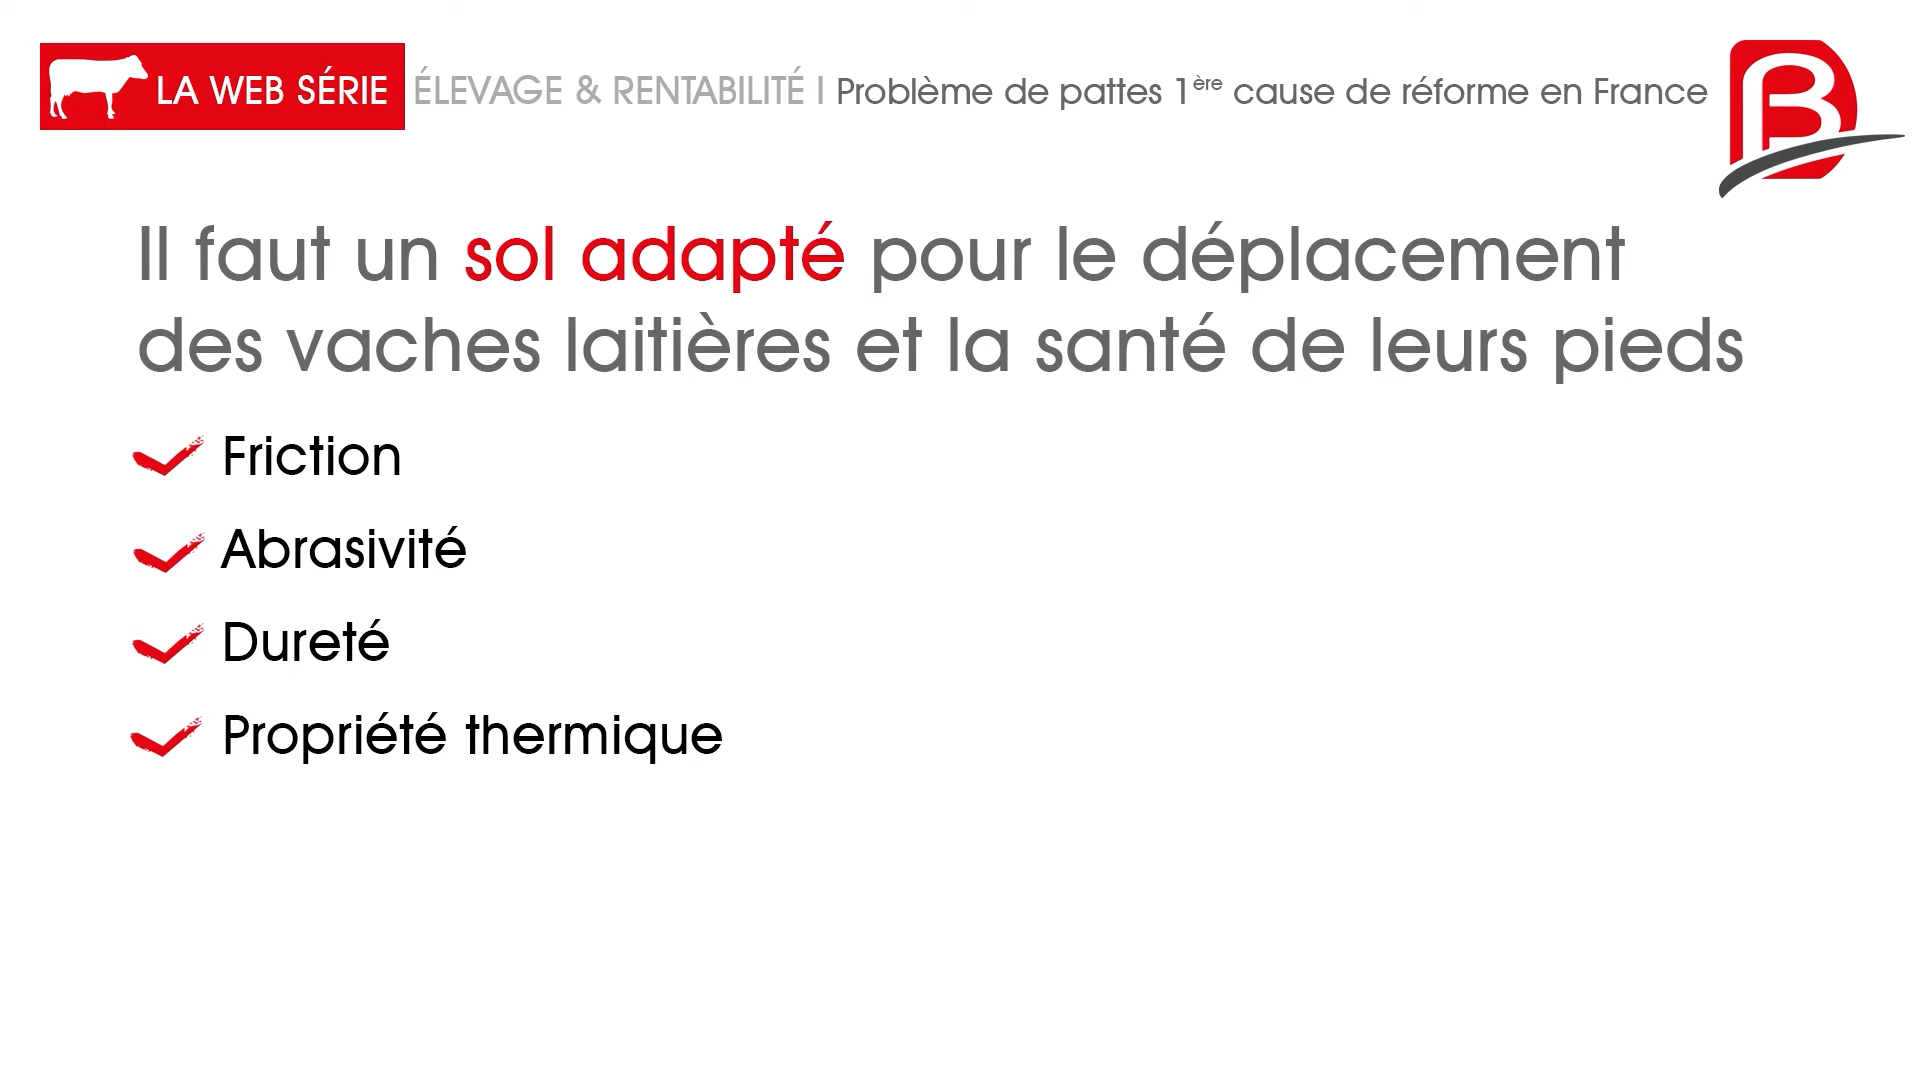 LA WEB SÉRIE ÉLEVAGE & RENTABILITÉ | Problème de pattes 1ère cause de réforme en France
B
Il faut un sol adapté pour le déplacement
des vaches laitières et la santé de leurs pieds
Friction
Abrasivité
Dureté
Propriété thermique